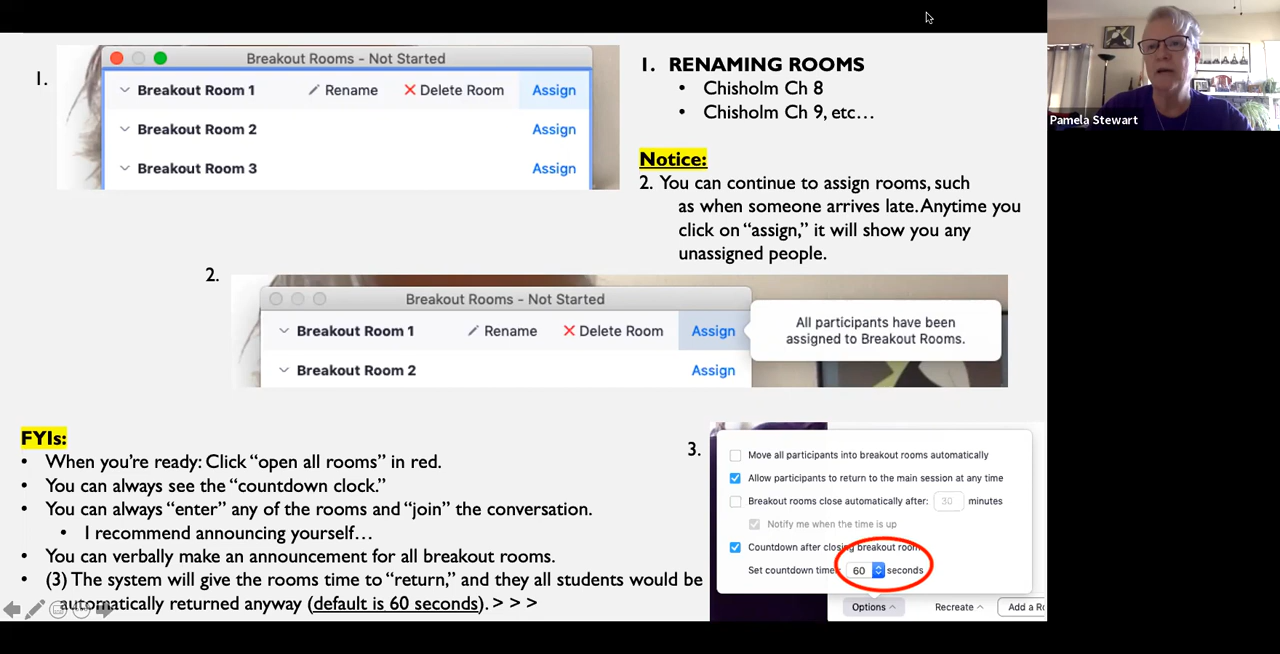 1.
Breakout Rooms - Not Started
Breakout Room 1 Rename Delete Room Assign
Breakout Room 2 Assign
Breakout Room 3 Assign
1. RENAMING ROOMS
• Chisholm Ch 8
• Chisholm Ch 9, etc…
Notice:
2. You can continue to assign rooms, such
as when someone arrives late. Anytime you
click on “assign,” it will show you any
unassigned people.
Pamela Stewart
2.
Breakout Rooms - Not Started
Breakout Room 1 Rename Delete Room Assign
Breakout Room 2 Assign
All participants have been
assigned to Breakout Rooms.
FYIs:
• When you’re ready: Click “open all rooms” in red.
• You can always see the “countdown clock.”
• You can always “enter” any of the rooms and “join” the conversation.
• I recommend announcing yourself…
• You can verbally make an announcement for all breakout rooms.
• (3) The system will give the rooms time to “return,” and they all students would be
automatically returned anyway (default is 60 seconds). > > >
3.
Move all participants into breakout rooms automatically
Allow participants to return to the main session at any time
Breakout rooms close automatically after: 30 minutes
Notify me when the time is up
Countdown after closing breakout room
Set countdown time: 60 seconds
Options Recreate Add a Ro